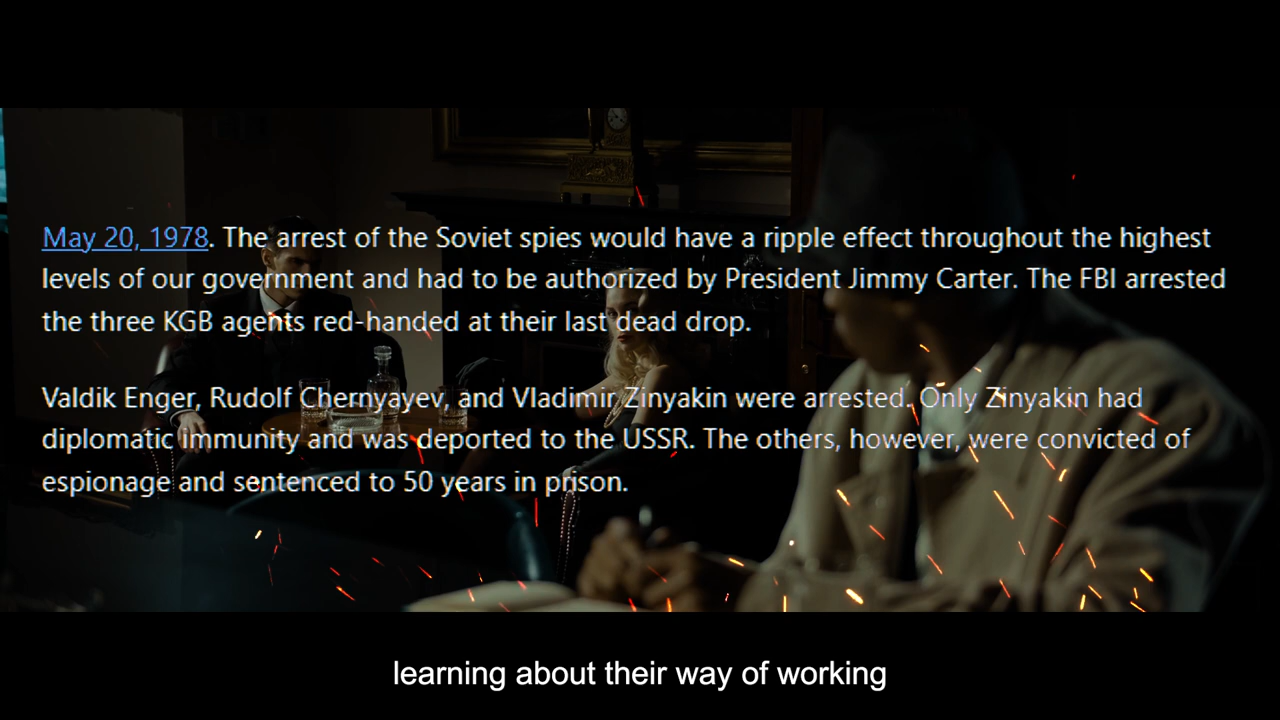 May 20, 1978. The arrest of the Soviet spies would have a ripple effect throughout the highest
levels of our government and had to be authorized by President Jimmy Carter. The FBI arrested
the three KGB agents red-handed at their last dead drop.
Valdik Enger, Rudolf Chernyayev, and Vladimir Zinyakin were arrested. Only Zinyakin had
diplomatic immunity and was deported to the USSR. The others, however, were convicted of
espionage and sentenced to 50 years in prison.
learning about their way of working